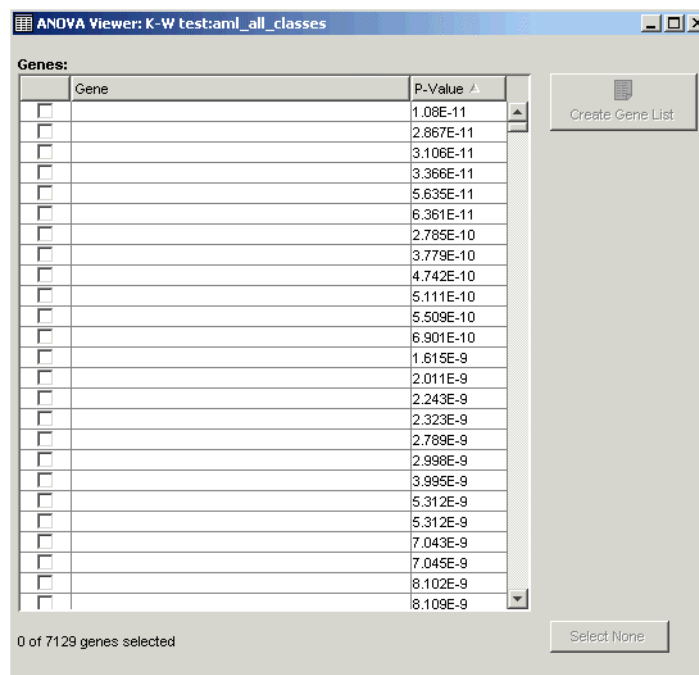 ANOVA Viewer: K-W test:aml_all_classes
Genes:
Gene P-Value
1.08E-11
2.867E-11
3.106E-11
3.366E-11
5.635E-11
6.361E-11
2.785E-10
3.779E-10
4.742E-10
5.111E-10
5.509E-10
6.901E-10
1.615E-9
2.011E-9
2.243E-9
2.323E-9
2.789E-9
2.998E-9
3.995E-9
5.312E-9
5.312E-9
7.043E-9
7.045E-9
8.102E-9
8.109E-9
Create Gene List
0 of 7129 genes selected
Select None